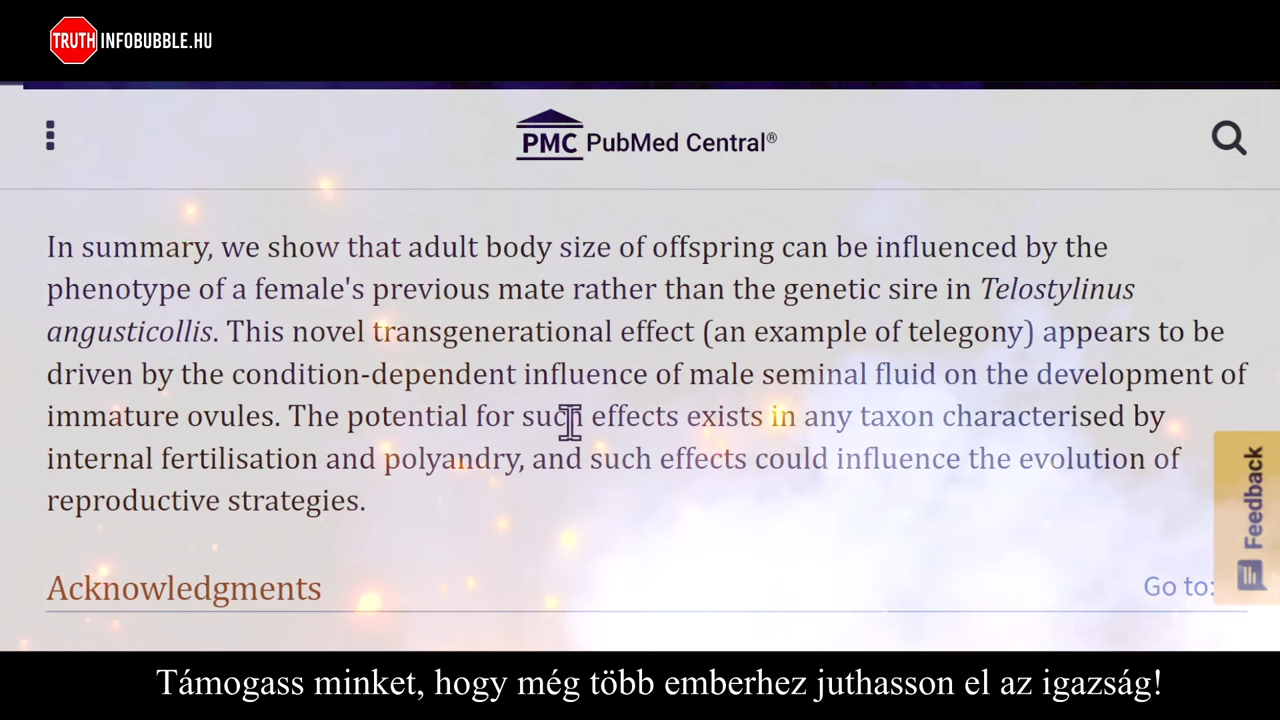 TRUTH INFOBUBBLE.HU
PMC PubMed Central®
In summary, we show that adult body size of offspring can be influenced by the
phenotype of a female's previous mate rather than the genetic sire in Telostylinus
angusticollis. This novel transgenerational effect (an example of telegony) appears to be
driven by the condition-dependent influence of male seminal fluid on the development of
immature ovules. The potential for such effects exists in any taxon characterised by
internal fertilisation and polyandry, and such effects could influence the evolution of
reproductive strategies.
Feedback
Acknowledgments
Go to:
Támogass minket, hogy még több emberhez juthasson el az igazság!